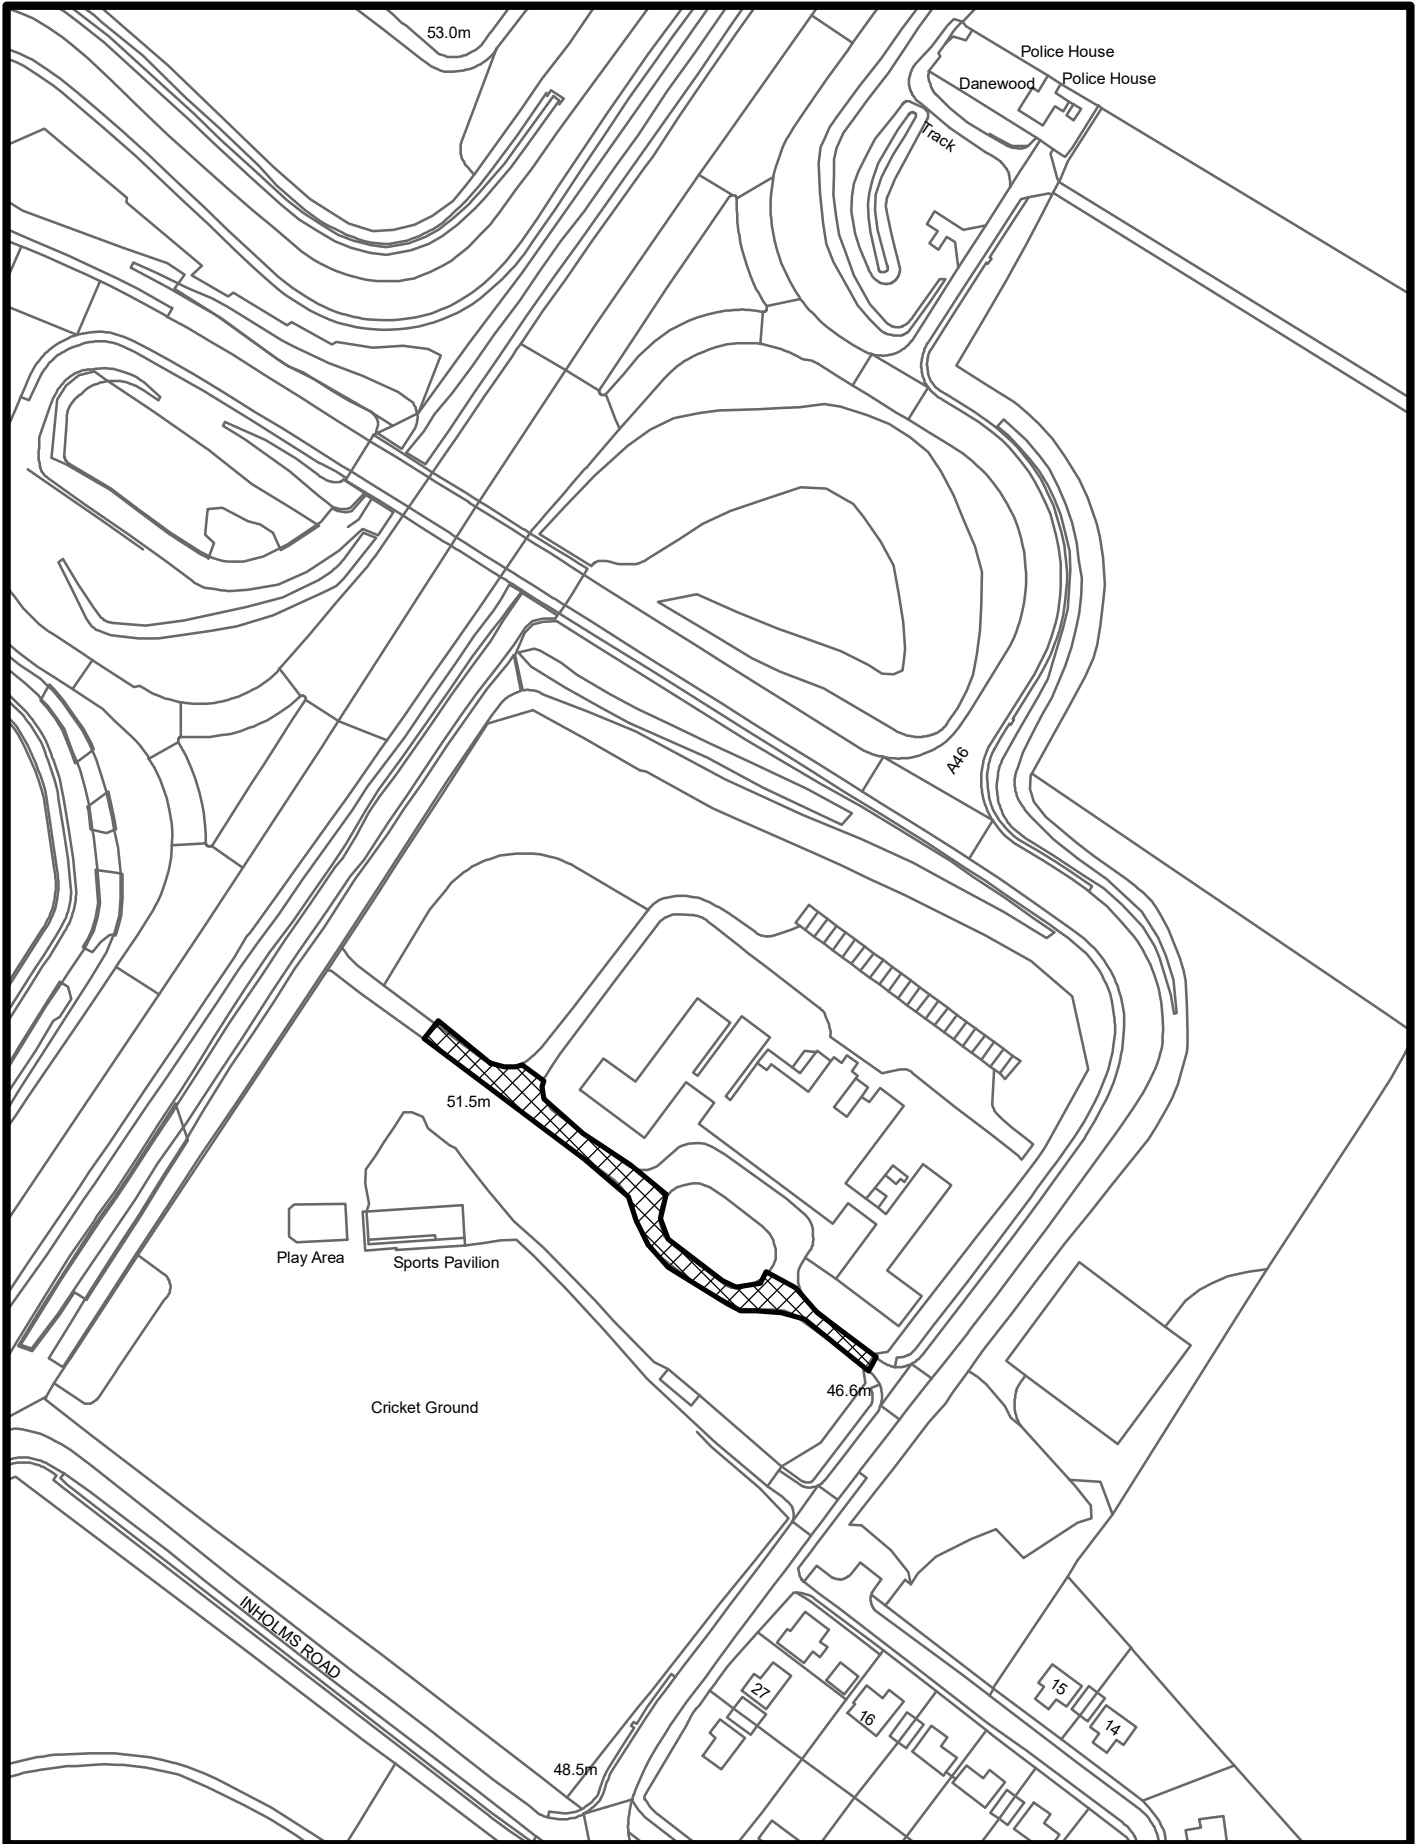 53.0m
Police House
Police House
Danewood
Track
A46
51.5m
Play Area
Sports Pavilion
46.6m
Cricket Ground
INHOLMS ROAD
27
16
15
14
48.5m